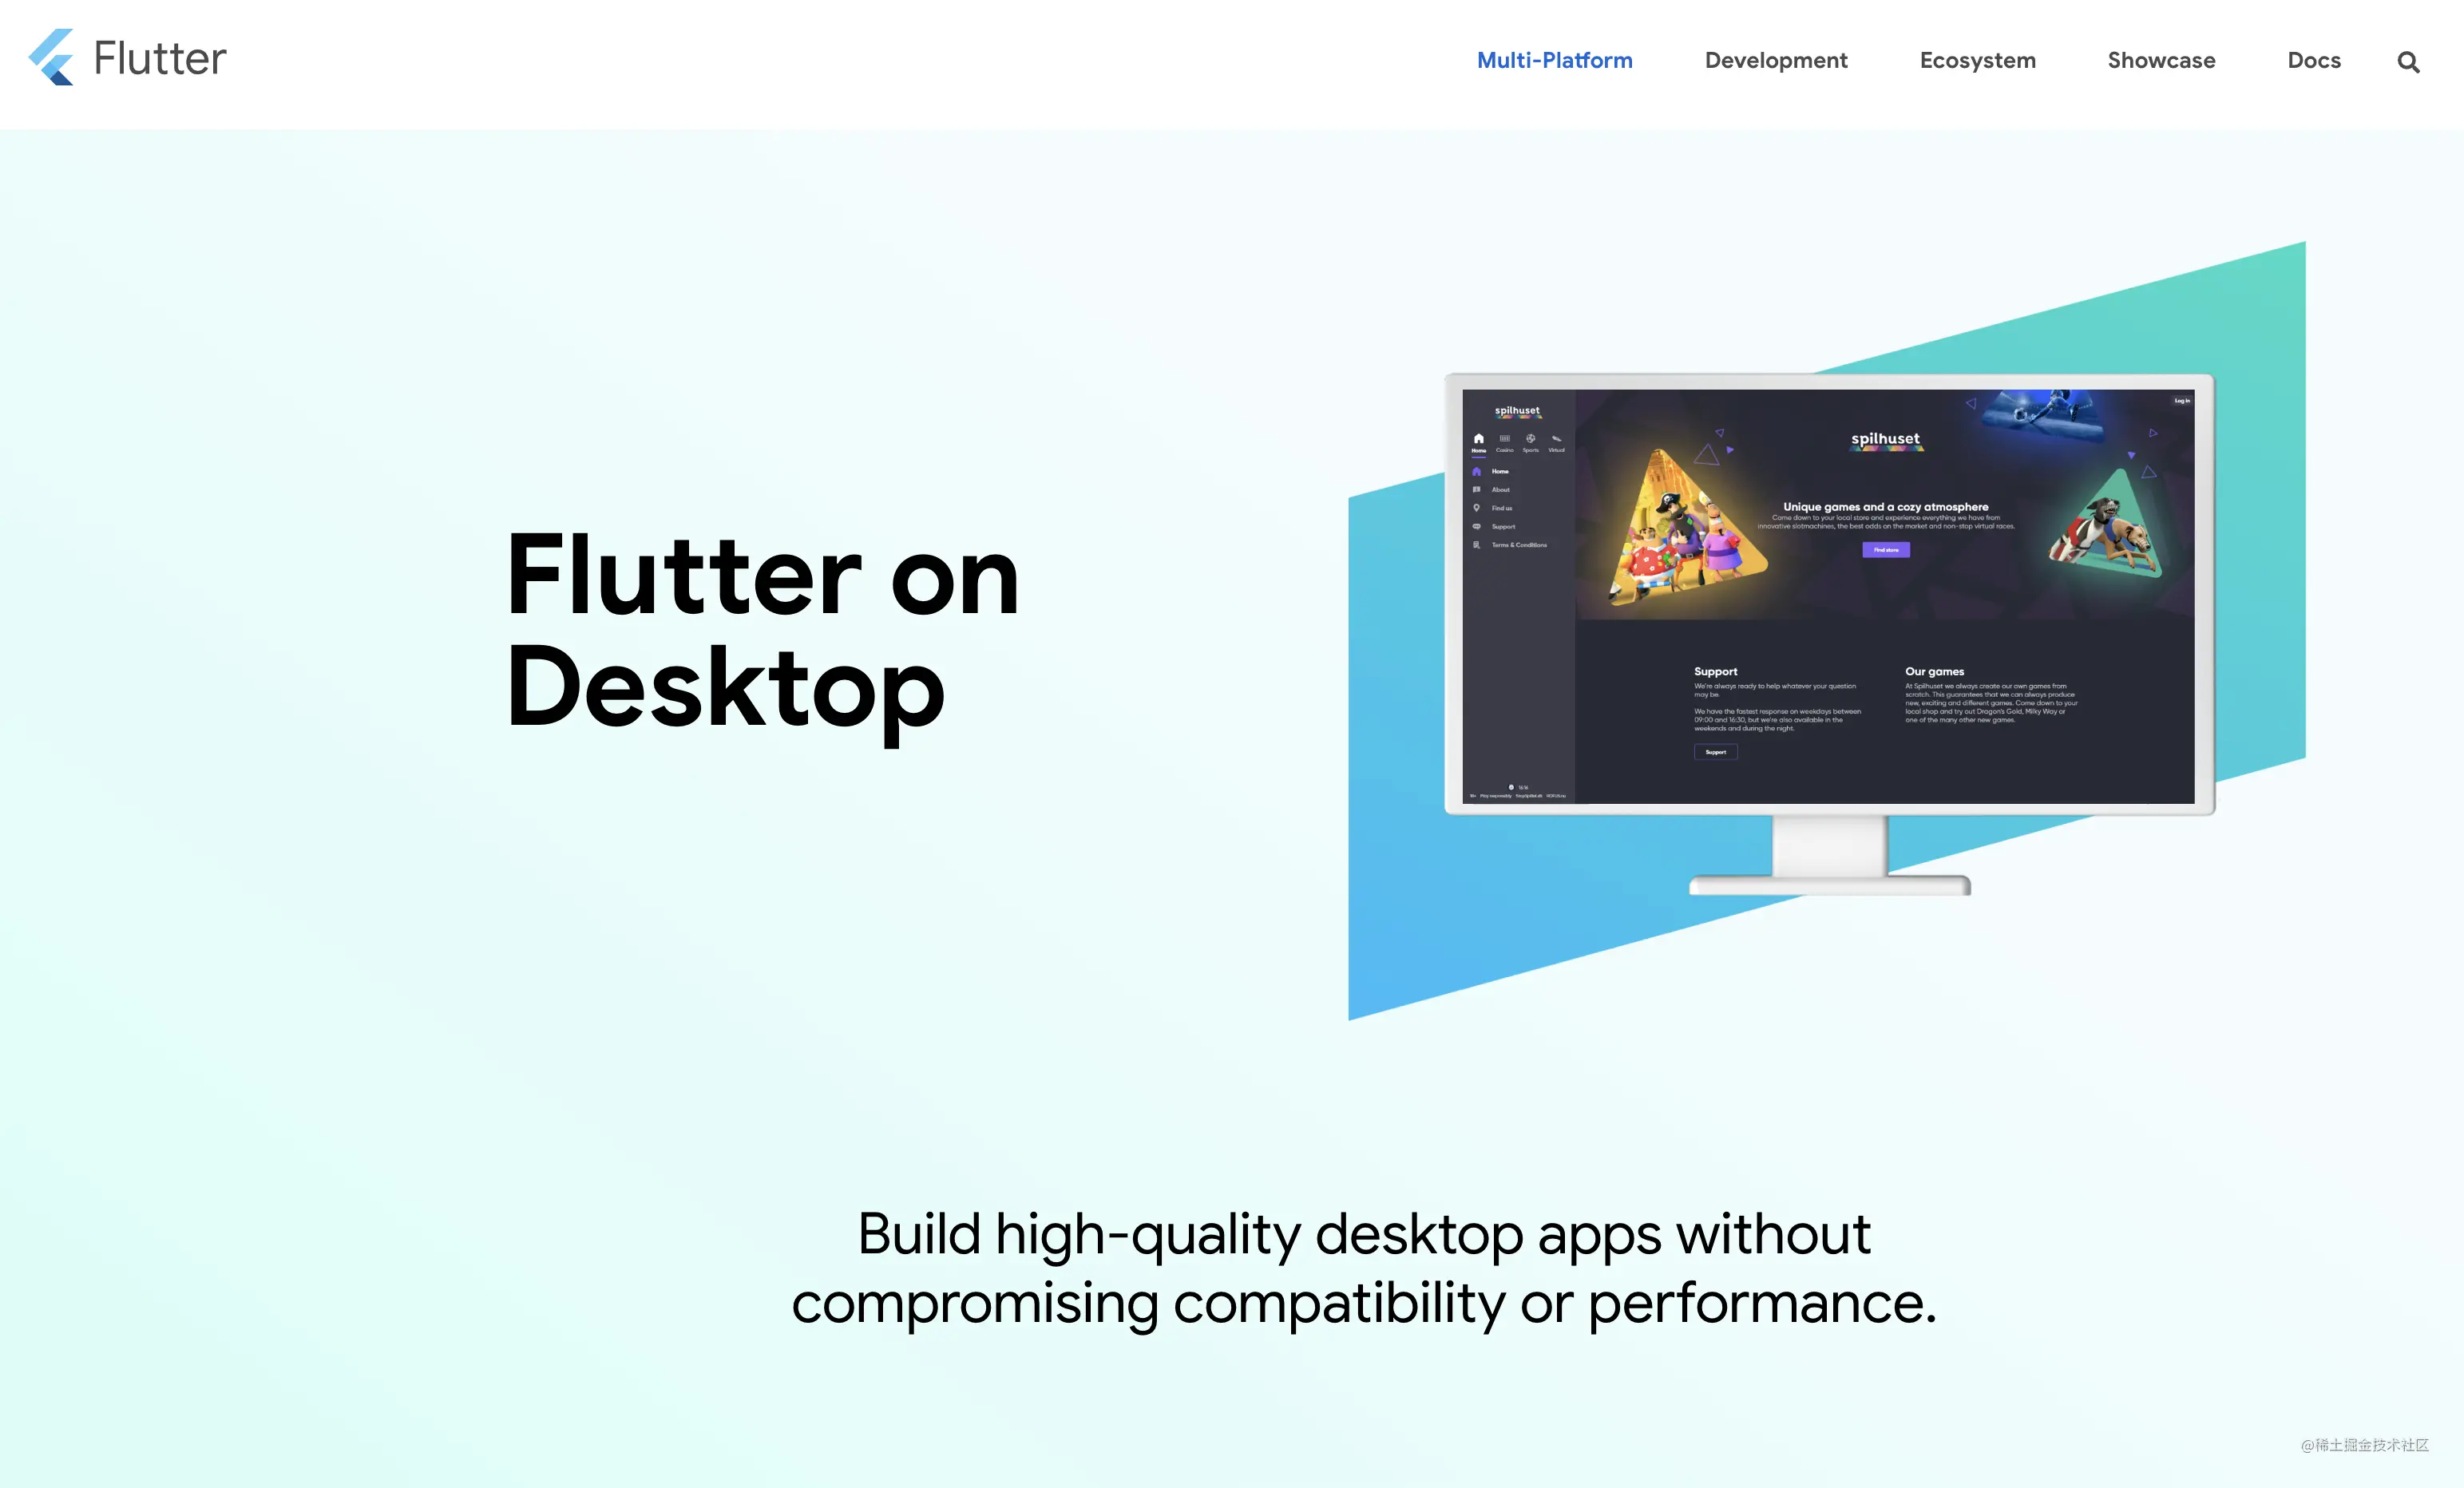 Flutter
Multi-Platform
Development
Ecosystem
Showcase
Docs
Flutter on
Desktop
spilhuset
Home
Casino
Sports
Virtual
Home
About
Find us
Support
Terms & Conditions
Log in
spilhuset
Unique games and a cozy atmosphere
Come down to your local store and experience everything we have from
innovative slotmachines, the best odds on the market and non-stop virtual races.
Find store
Support
We're always ready to help whatever your question
may be.
We have the fastest response on weekdays between
09:00 and 16:30, but we're also available in the
weekends and during the night.
Support
Our games
At Spilhuset we always create our own games from
scratch. This guarantees that we can always produce
new, exciting and different games. Come down to your
local shop and try out Dragon's Gold, Milky Way or
one of the many other new games.
Play responsibly
Build high-quality desktop apps without
compromising compatibility or performance.
@稀土掘金技术社区